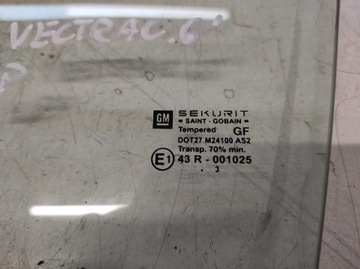 VECTRA C. 6
P
GM SEKURIT
SAINT - GOBAIN
Tempered GF
DOT27 M24100 AS2
Transp. 70% min.
E1 43 R - 001025
. 3